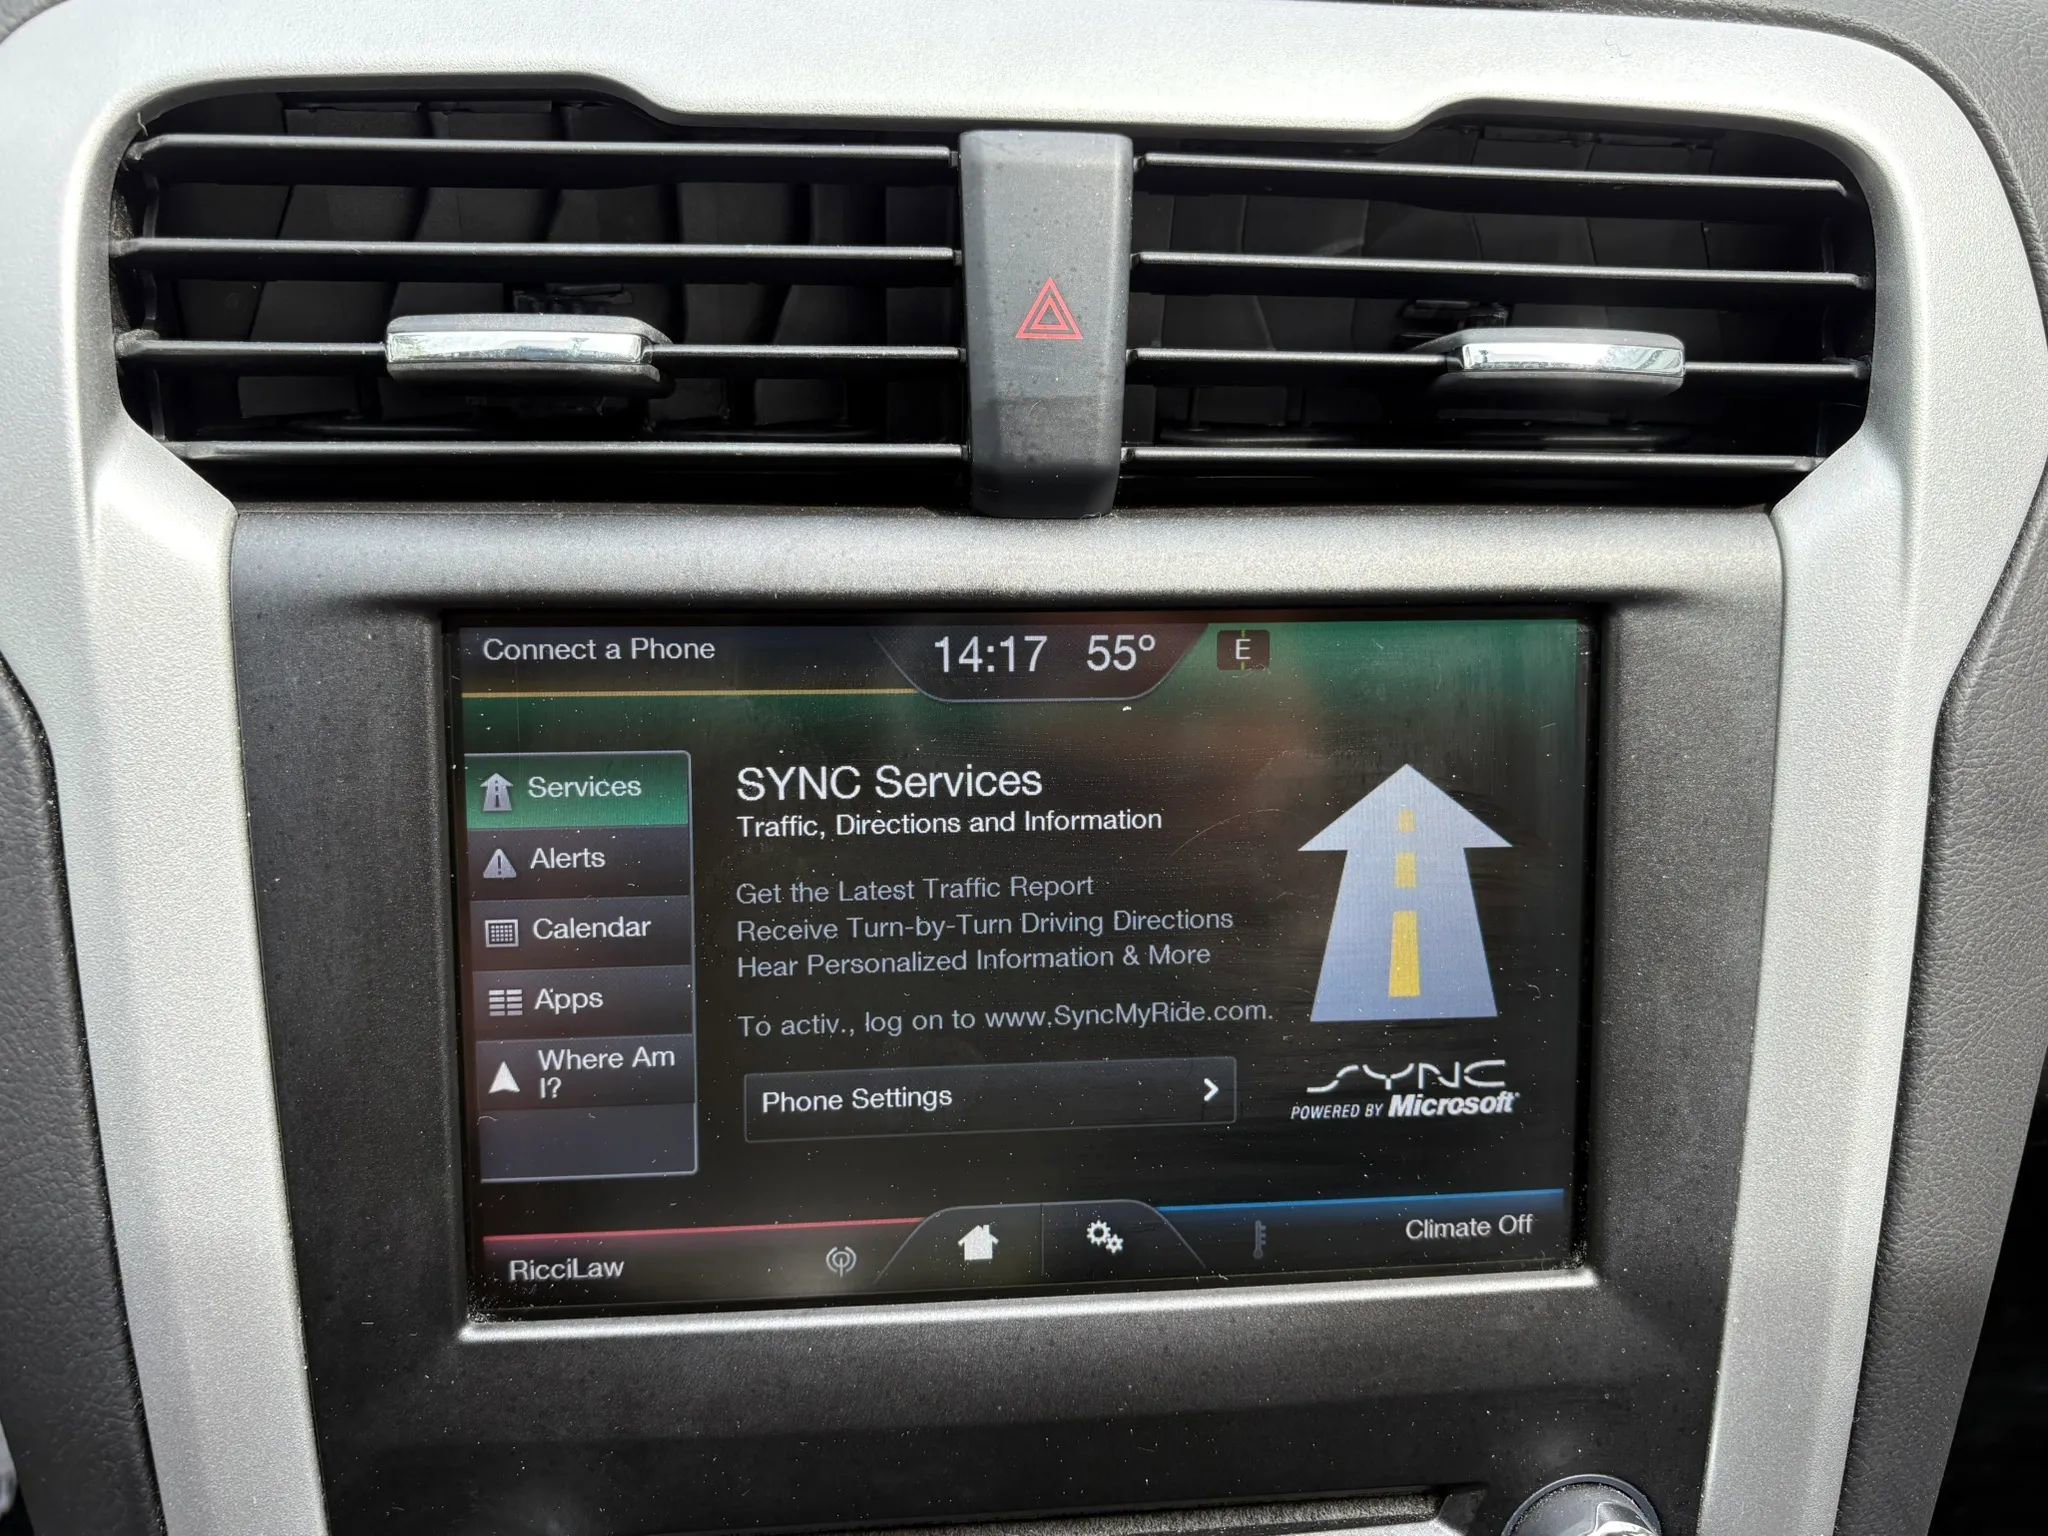 Connect a Phone
14:17 55°
E
Services
Alerts
Calendar
Apps
Where Am
I?
SYNC Services
Traffic, Directions and Information
Get the Latest Traffic Report
Receive Turn-by-Turn Driving Directions
Hear Personalized Information & More
To activ., log on to www.SyncMyRide.com.
Phone Settings
SYNC
POWERED BY Microsoft
RicciLaw
Climate Off